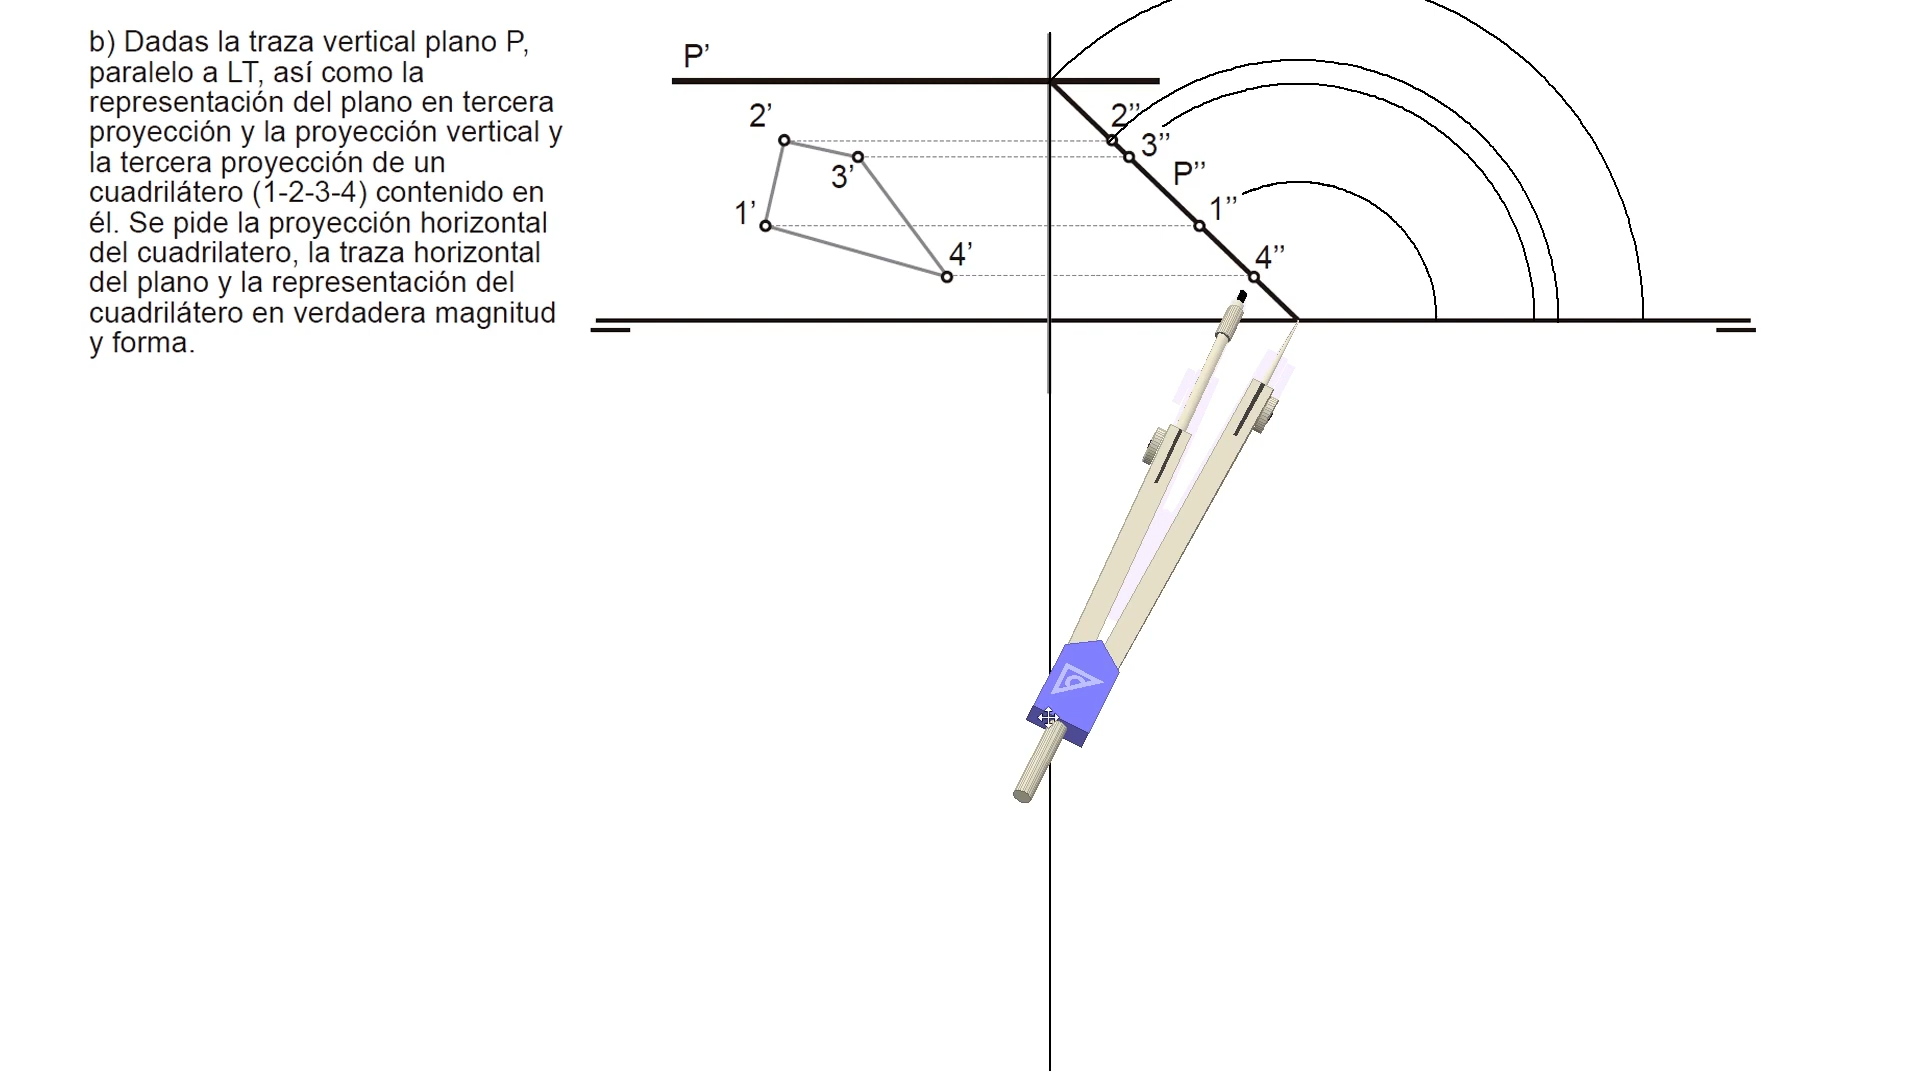 b) Dadas la traza vertical plano P,
paralelo a LT, así como la
representación del plano en tercera
proyección y la proyección vertical y
la tercera proyección de un
cuadrilátero (1-2-3-4) contenido en
él. Se pide la proyección horizontal
del cuadrilatero, la traza horizontal
del plano y la representación del
cuadrilátero en verdadera magnitud
y forma.
P’
2’
2’’
3’’
3’
P’’
1’
1’’
4’
4’’